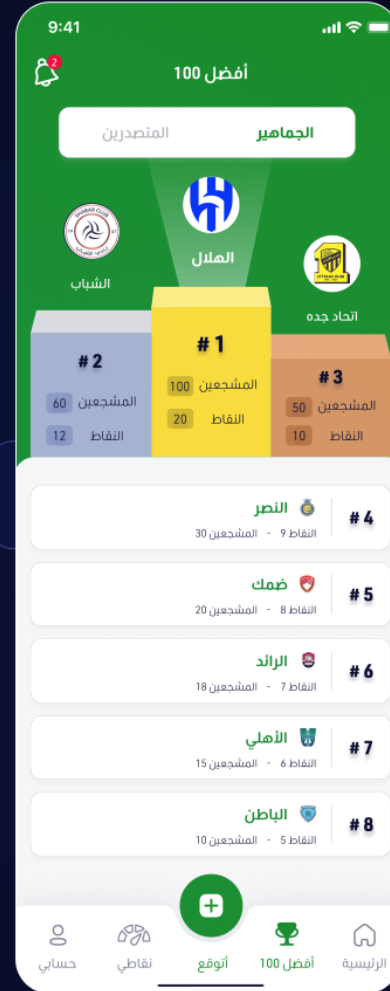 9:41
2
أفضل 100
الجماهير
المتصدرين
الهلال
الشباب
SHABAB CLUB
اتحاد جده
# 1
المشجعين 100
النقاط 20
# 2
المشجعين 60
النقاط 12
# 3
المشجعين 50
النقاط 10
# 4
النصر
النقاط 9 - المشجعين 30
# 5
ضمك
النقاط 8 - المشجعين 20
# 6
الرائد
النقاط 7 - المشجعين 18
# 7
الأهلي
النقاط 6 - المشجعين 15
# 8
الباطن
النقاط 5 - المشجعين 10
الرئيسية
أفضل 100
أتوقع
نقاطي
حسابي